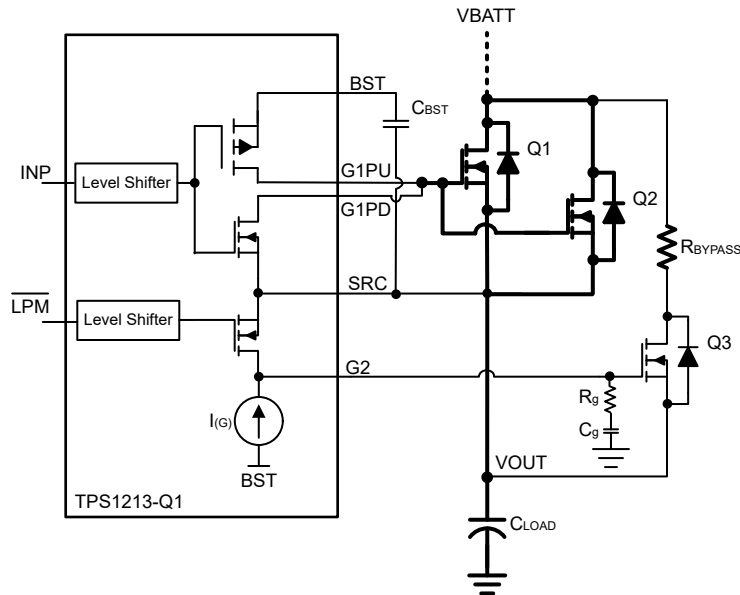 VBATT
BST
CBST
Q1
INP
Level Shifter
G1PU
G1PD
Q2
RBYPASS
SRC
LPM
Level Shifter
Q3
G2
Rg
I(G)
Cg
BST
VOUT
TPS1213-Q1
CLOAD